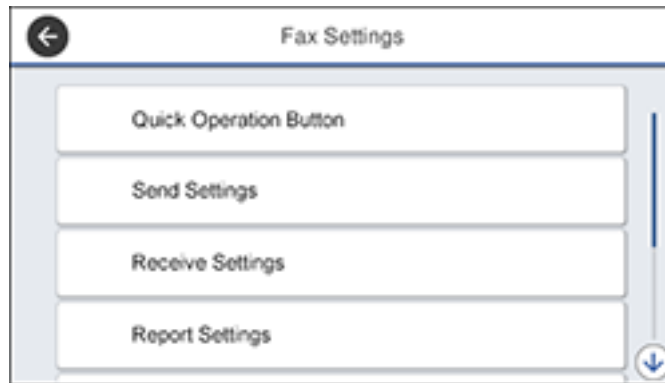 Fax Settings
Quick Operation Button
Send Settings
Receive Settings
Report Settings